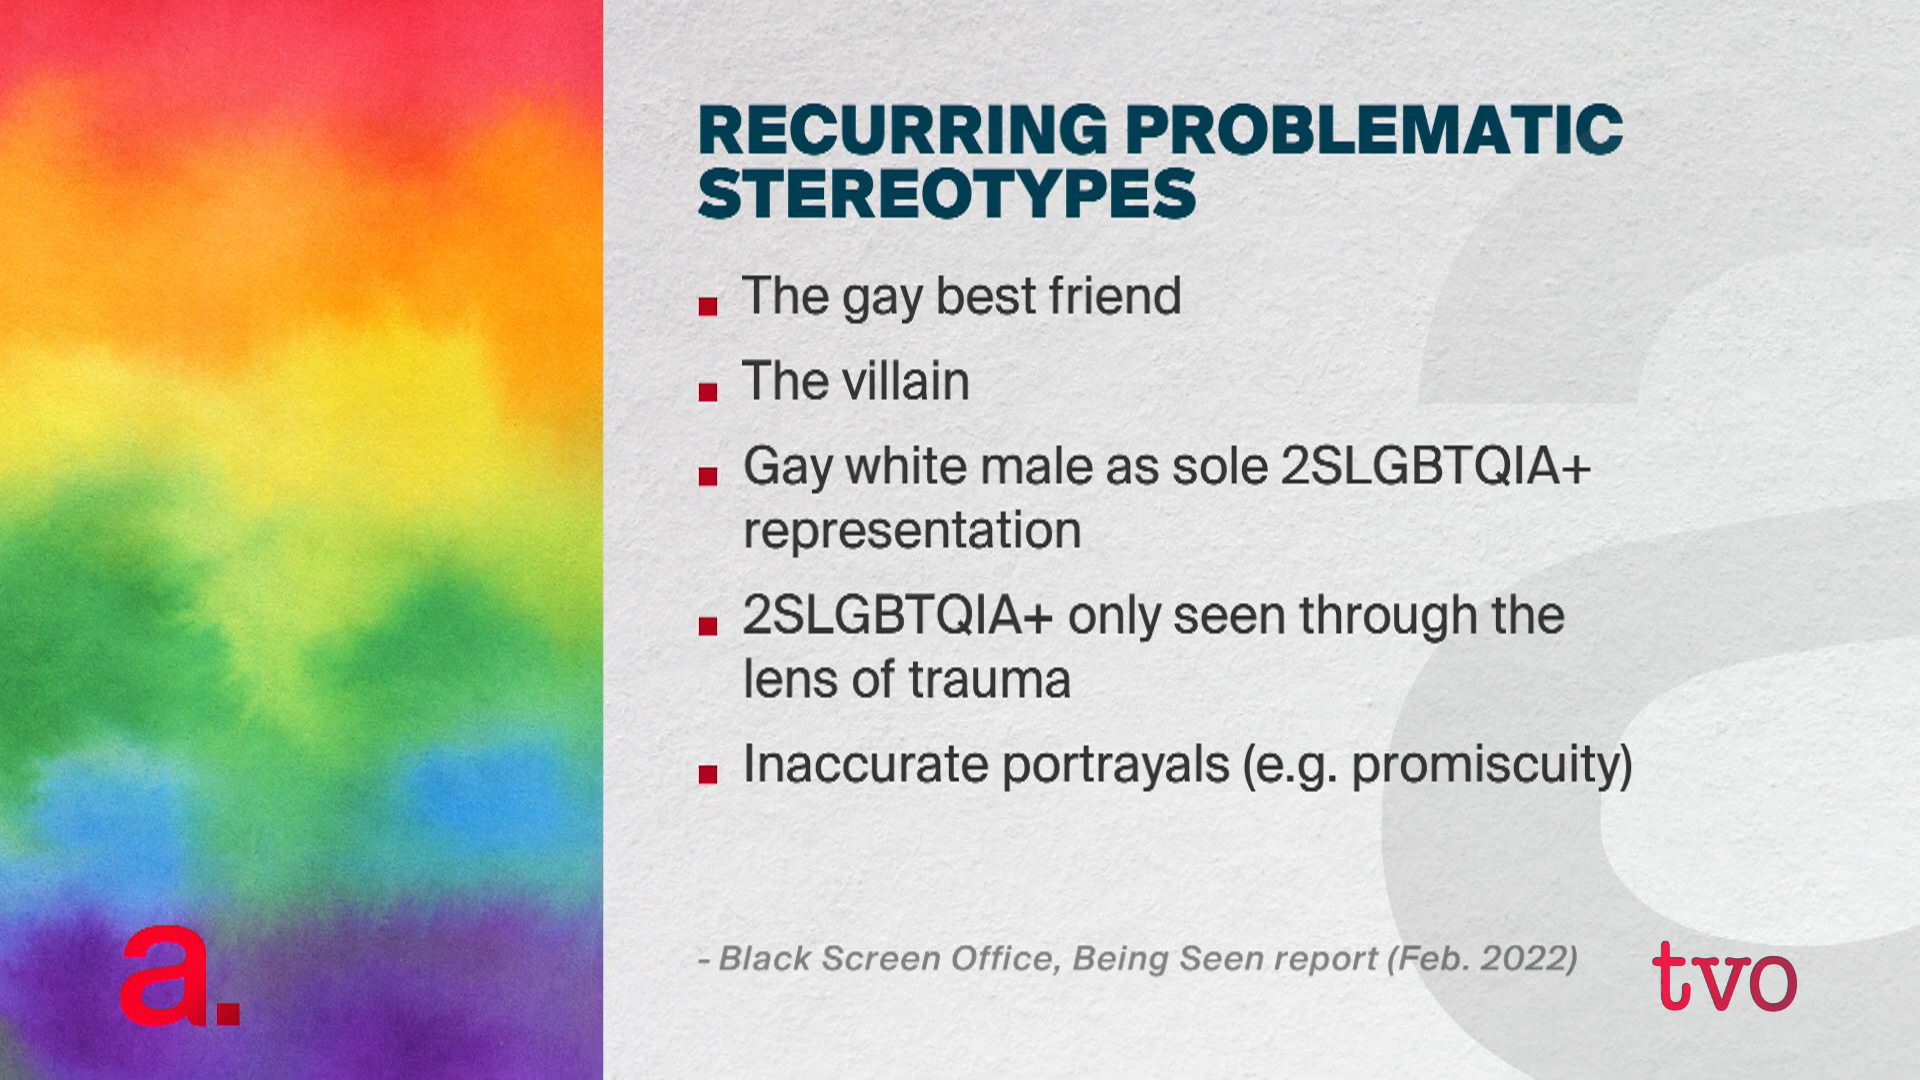 RECURRING PROBLEMATIC
STEREOTYPES
The gay best friend
The villain
Gay white male as sole 2SLGBTQIA+
representation
2SLGBTQIA+ only seen through the
lens of trauma
Inaccurate portrayals (e.g. promiscuity)
- Black Screen Office, Being Seen report (Feb. 2022)
a.
tvo